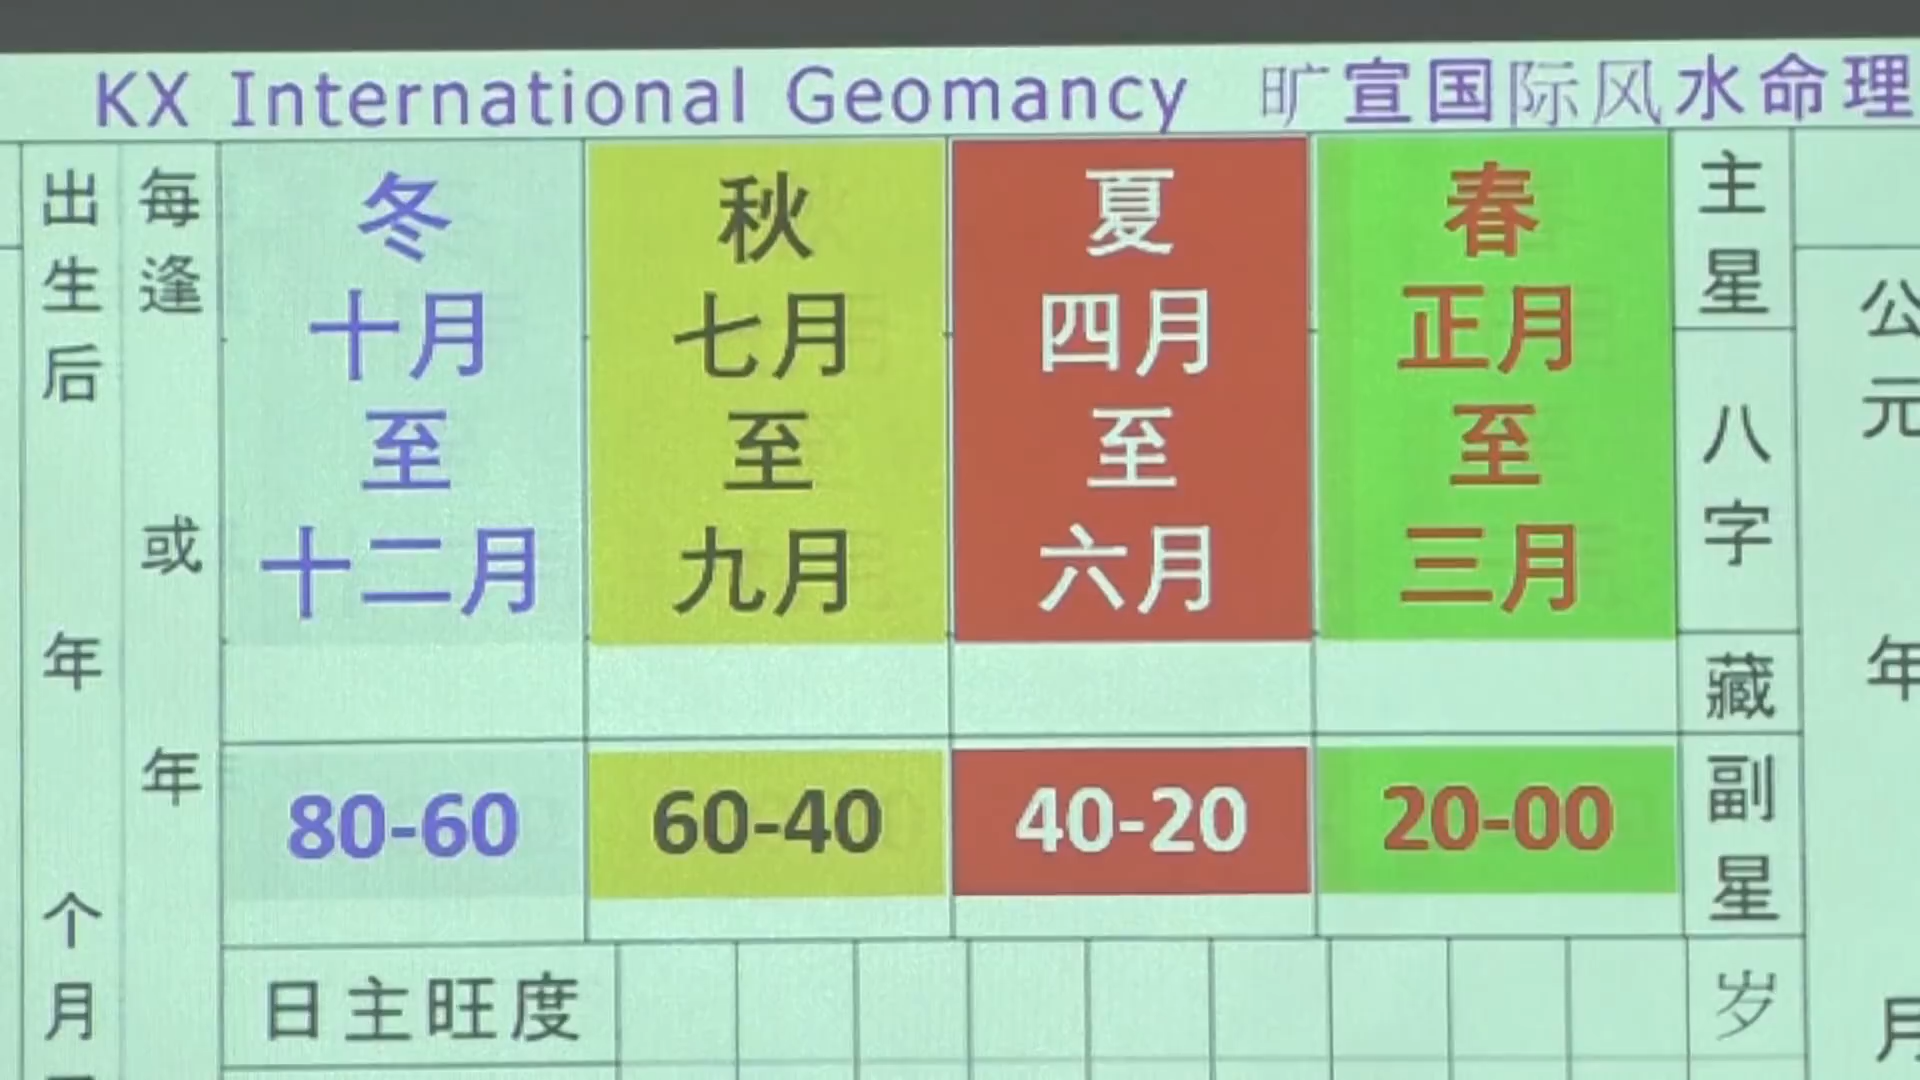 KX International Geomancy 旷宣国际风水命理
出生后 年 个月
每逢 或 年
冬
十月
至
十二月
秋
七月
至
九月
夏
四月
至
六月
春
正月
至
三月
主星
八字
藏
副星
岁
80-60
60-40
40-20
20-00
日主旺度
公元 年 月